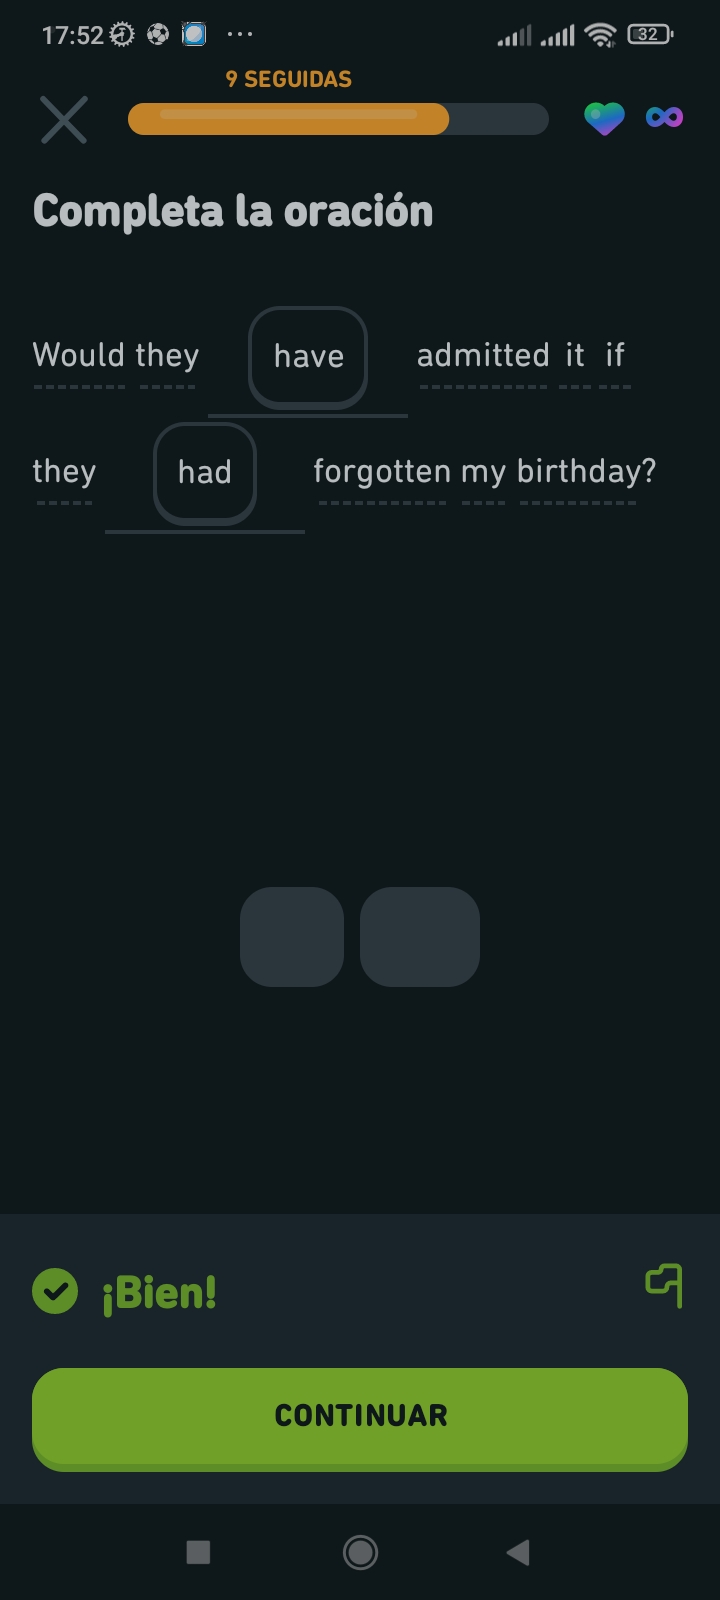 17:52
32
9 SEGUIDAS
Completa la oración
Would they have admitted it if
they had forgotten my birthday?
¡Bien!
CONTINUAR